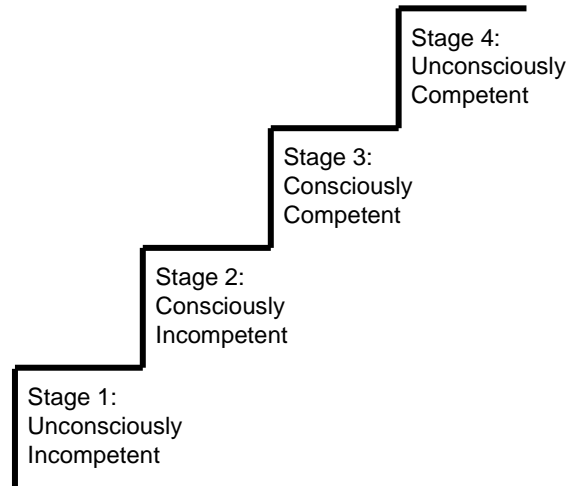 Stage 4:
Unconsciously
Competent
Stage 3:
Consciously
Competent
Stage 2:
Consciously
Incompetent
Stage 1:
Unconsciously
Incompetent